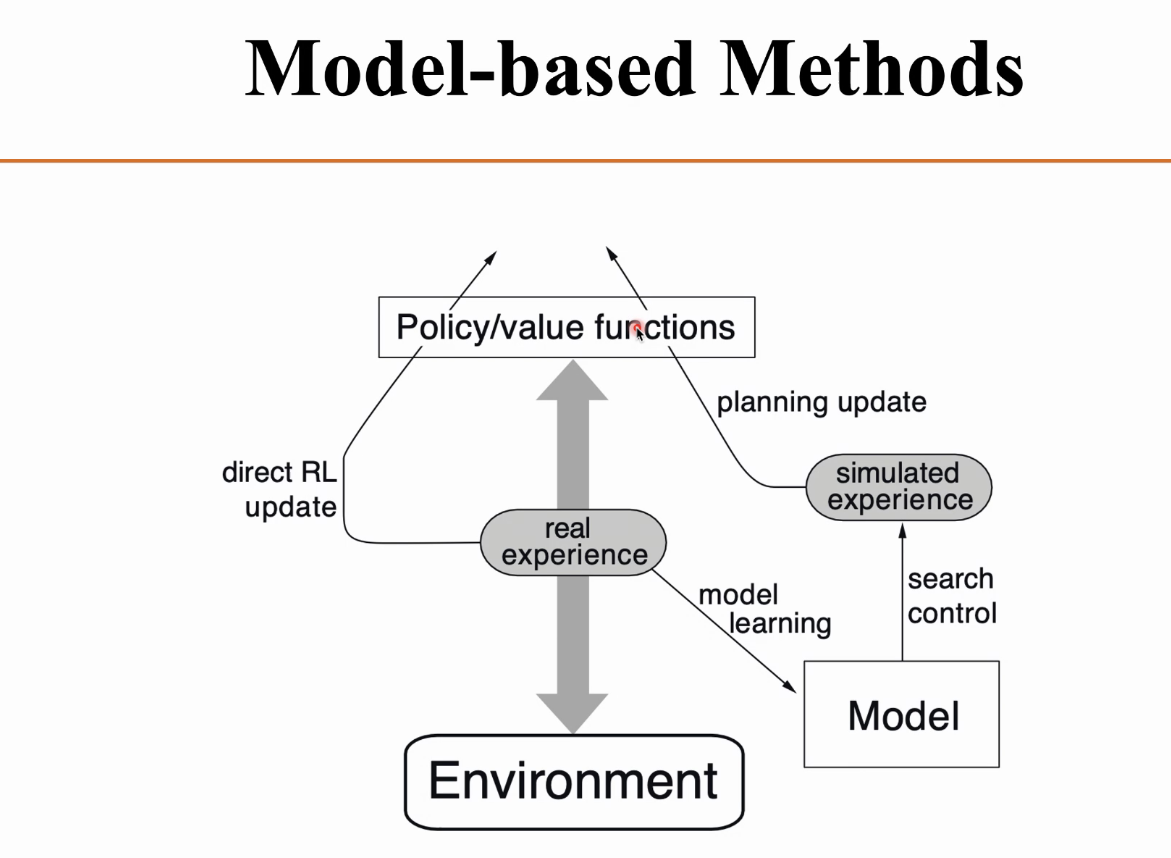 Model-based Methods
Policy/value functions
planning update
direct RL
update
simulated
experience
real
experience
model
learning
search
control
Model
Environment